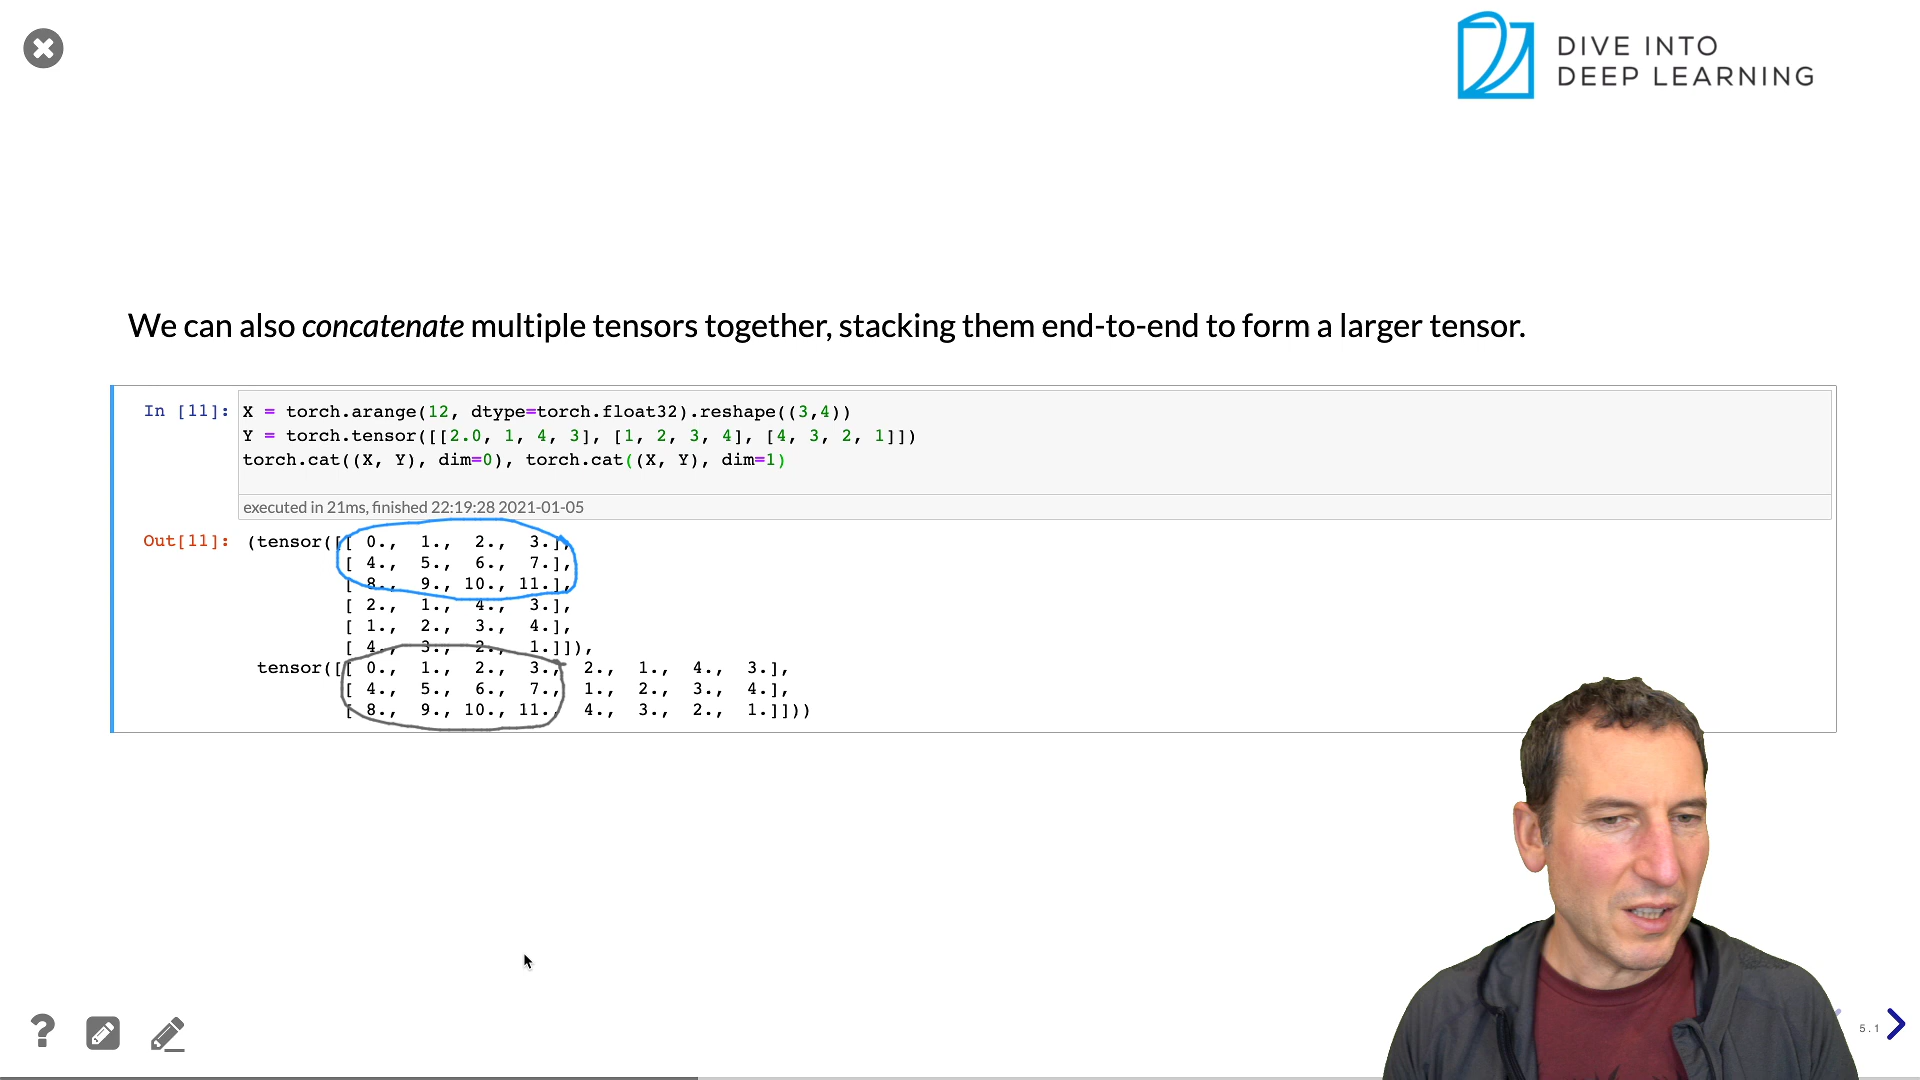 DIVE INTO
DEEP LEARNING
We can also concatenate multiple tensors together, stacking them end-to-end to form a larger tensor.
In [11]: X = torch.arange(12, dtype=torch.float32).reshape((3,4))
Y = torch.tensor([[2.0, 1, 4, 3], [1, 2, 3, 4], [4, 3, 2, 1]])
torch.cat((X, Y), dim=0), torch.cat((X, Y), dim=1)
executed in 21ms, finished 22:19:28 2021-01-05
Out[11]: (tensor([[ 0., 1., 2., 3.],
[ 4., 5., 6., 7.],
[ 8., 9., 10., 11.],
[ 2., 1., 4., 3.],
[ 1., 2., 3., 4.],
[ 4., 3., 2., 1.]]),
tensor([[ 0., 1., 2., 3., 2., 1., 4., 3.],
[ 4., 5., 6., 7., 1., 2., 3., 4.],
[ 8., 9., 10., 11., 4., 3., 2., 1.]]))
?
5.1